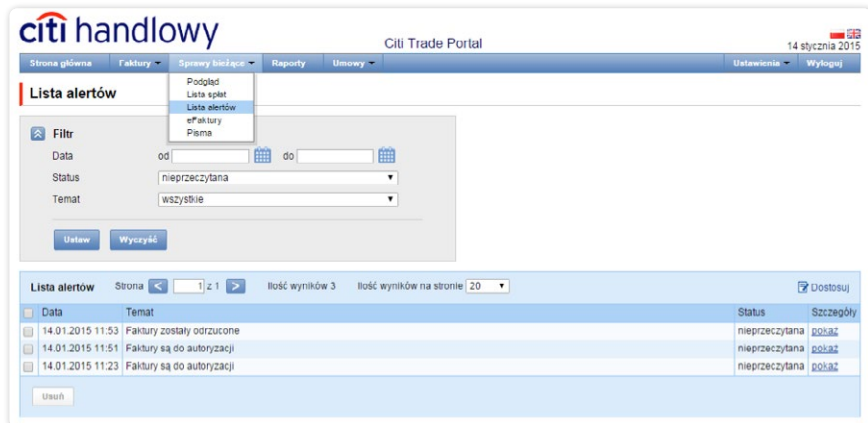 citi handlowy
Citi Trade Portal
14 stycznia 2015
Strona główna Faktury Sprawy bieżące Raporty Umowy Ustawienia Wyloguj
Lista alertów
Podgląd
Lista spłat
Lista alertów
eFaktury
Pisma
Filtr
Data od do
Status nieprzeczytana
Temat wszystkie
Ustaw Wyczyść
Lista alertów Strona < 1 z 1 > Ilość wyników 3 Ilość wyników na stronie 20 Dostosuj
Data Temat Status Szczegóły
14.01.2015 11:53 Faktury zostały odrzucone nieprzeczytana pokaż
14.01.2015 11:51 Faktury są do autoryzacji nieprzeczytana pokaż
14.01.2015 11:23 Faktury są do autoryzacji nieprzeczytana pokaż
Usuń